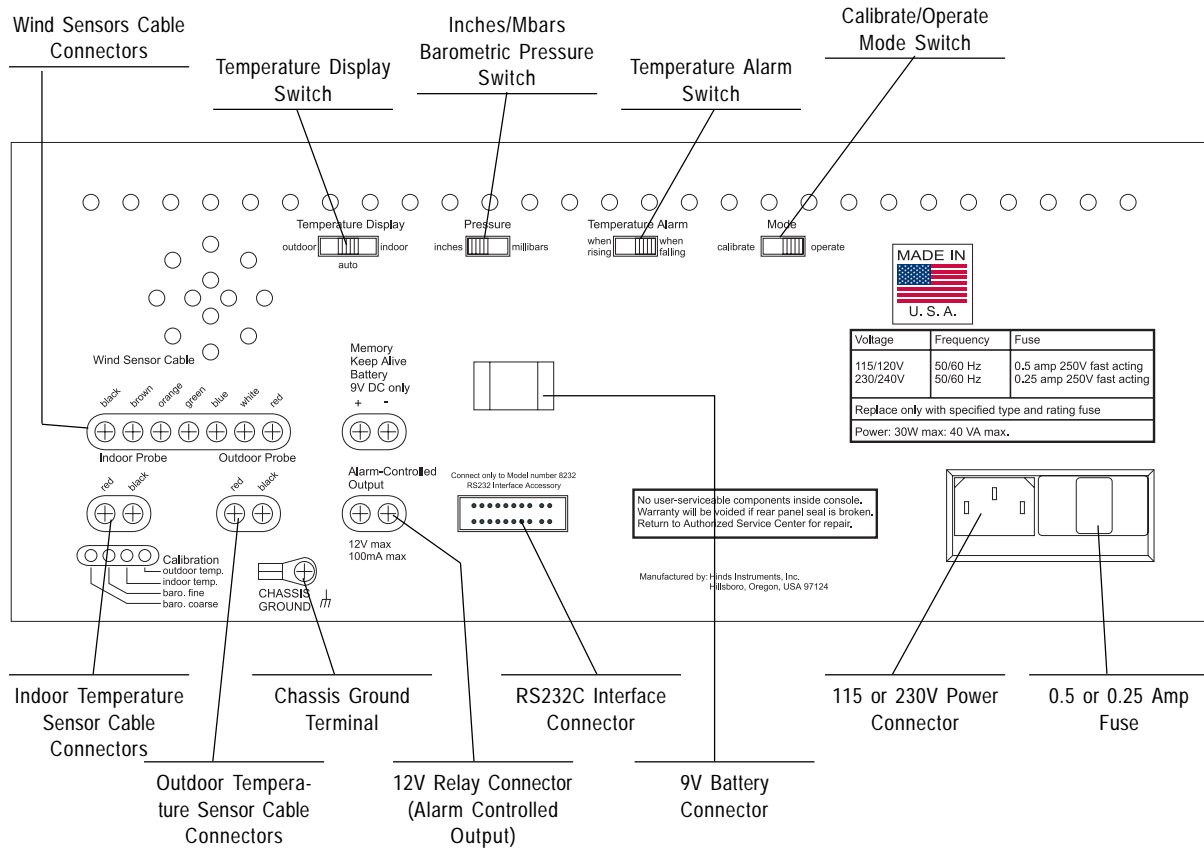 Wind Sensors Cable
Connectors
Temperature Display
Switch
Inches/Mbars
Barometric Pressure
Switch
Temperature Alarm
Switch
Calibrate/Operate
Mode Switch
Temperature Display
outdoor
indoor
auto
Pressure
inches
millibars
Temperature Alarm
when
rising
when
falling
Mode
calibrate
operate
MADE IN
U. S. A.
Voltage Frequency Fuse
115/120V 50/60 Hz 0.5 amp 250V fast acting
230/240V 50/60 Hz 0.25 amp 250V fast acting
Replace only with specified type and rating fuse
Power: 30W max: 40 VA max.
Wind Sensor Cable
black brown orange green blue white red
Memory
Keep Alive
Battery
9V DC only
+ -
Indoor Probe
Outdoor Probe
red black
red black
Alarm-Controlled
Output
12V max
100mA max
Connect only to Model number 8232
RS232 Interface Accessory
No user-serviceable components inside console.
Warranty will be voided if rear panel seal is broken.
Return to Authorized Service Center for repair.
Calibration
outdoor temp.
indoor temp.
baro. fine
baro. coarse
CHASSIS
GROUND
Manufactured by: Hinds Instruments, Inc.
Hillsboro, Oregon, USA 97124
Indoor Temperature
Sensor Cable
Connectors
Chassis Ground
Terminal
RS232C Interface
Connector
115 or 230V Power
Connector
0.5 or 0.25 Amp
Fuse
Outdoor Tempera-
ture Sensor Cable
Connectors
12V Relay Connector
(Alarm Controlled
Output)
9V Battery
Connector